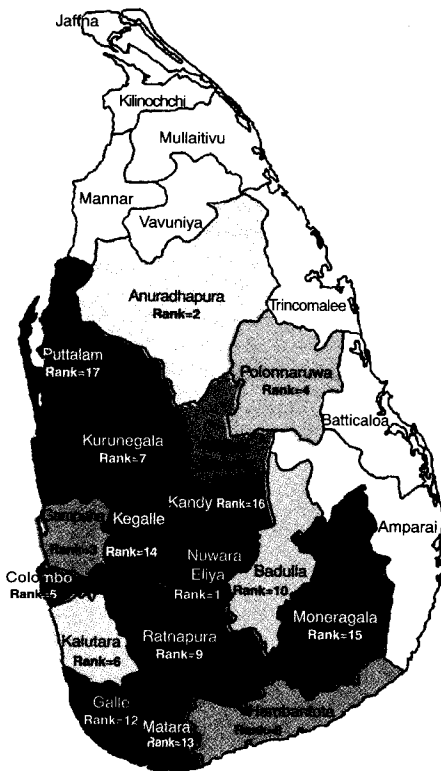 Jaffna
Kilinochchi
Mullaitivu
Mannar
Vavuniya
Anuradhapura
Rank=2
Trincomalee
Puttalam
Rank=17
Polonnaruwa
Rank=4
Batticaloa
Kurunegala
Rank=7
Kandy Rank=16
Kegalle
Rank=14
Amparai
Nuwara
Eliya
Rank=1
Colombo
Rank=5
Badulla
Rank=10
Moneragala
Rank=15
Kalutara
Rank=6
Ratnapura
Rank=9
Galle
Rank=12
Matara
Rank=13
Hambantota